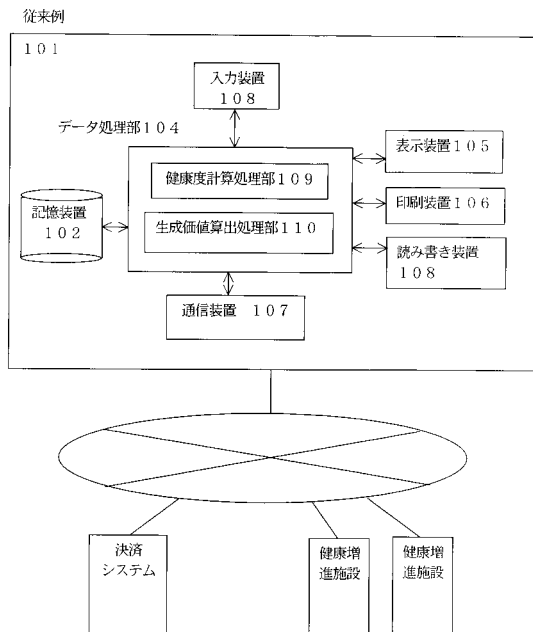 従来例
101
入力装置
108
データ処理部104
表示装置105
健康度計算処理部109
記憶装置
102
印刷装置106
生成価値算出処理部110
読み書き装置
108
通信装置 107
決済
システム
健康増
進施設
健康増
進施設